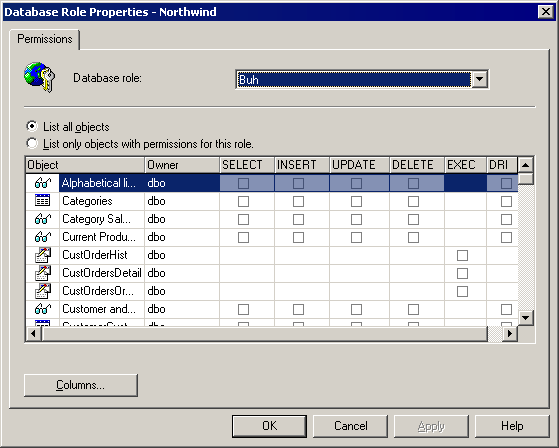 Database Role Properties - Northwind
Permissions
Database role: Buh
List all objects
List only objects with permissions for this role.
Object Owner SELECT INSERT UPDATE DELETE EXEC DRI
Alphabetical li... dbo
Categories dbo
Category Sal... dbo
Current Produ... dbo
CustOrderHist dbo
CustOrdersDetail dbo
CustOrdersOr... dbo
Customer and... dbo
Columns...
OK Cancel Apply Help